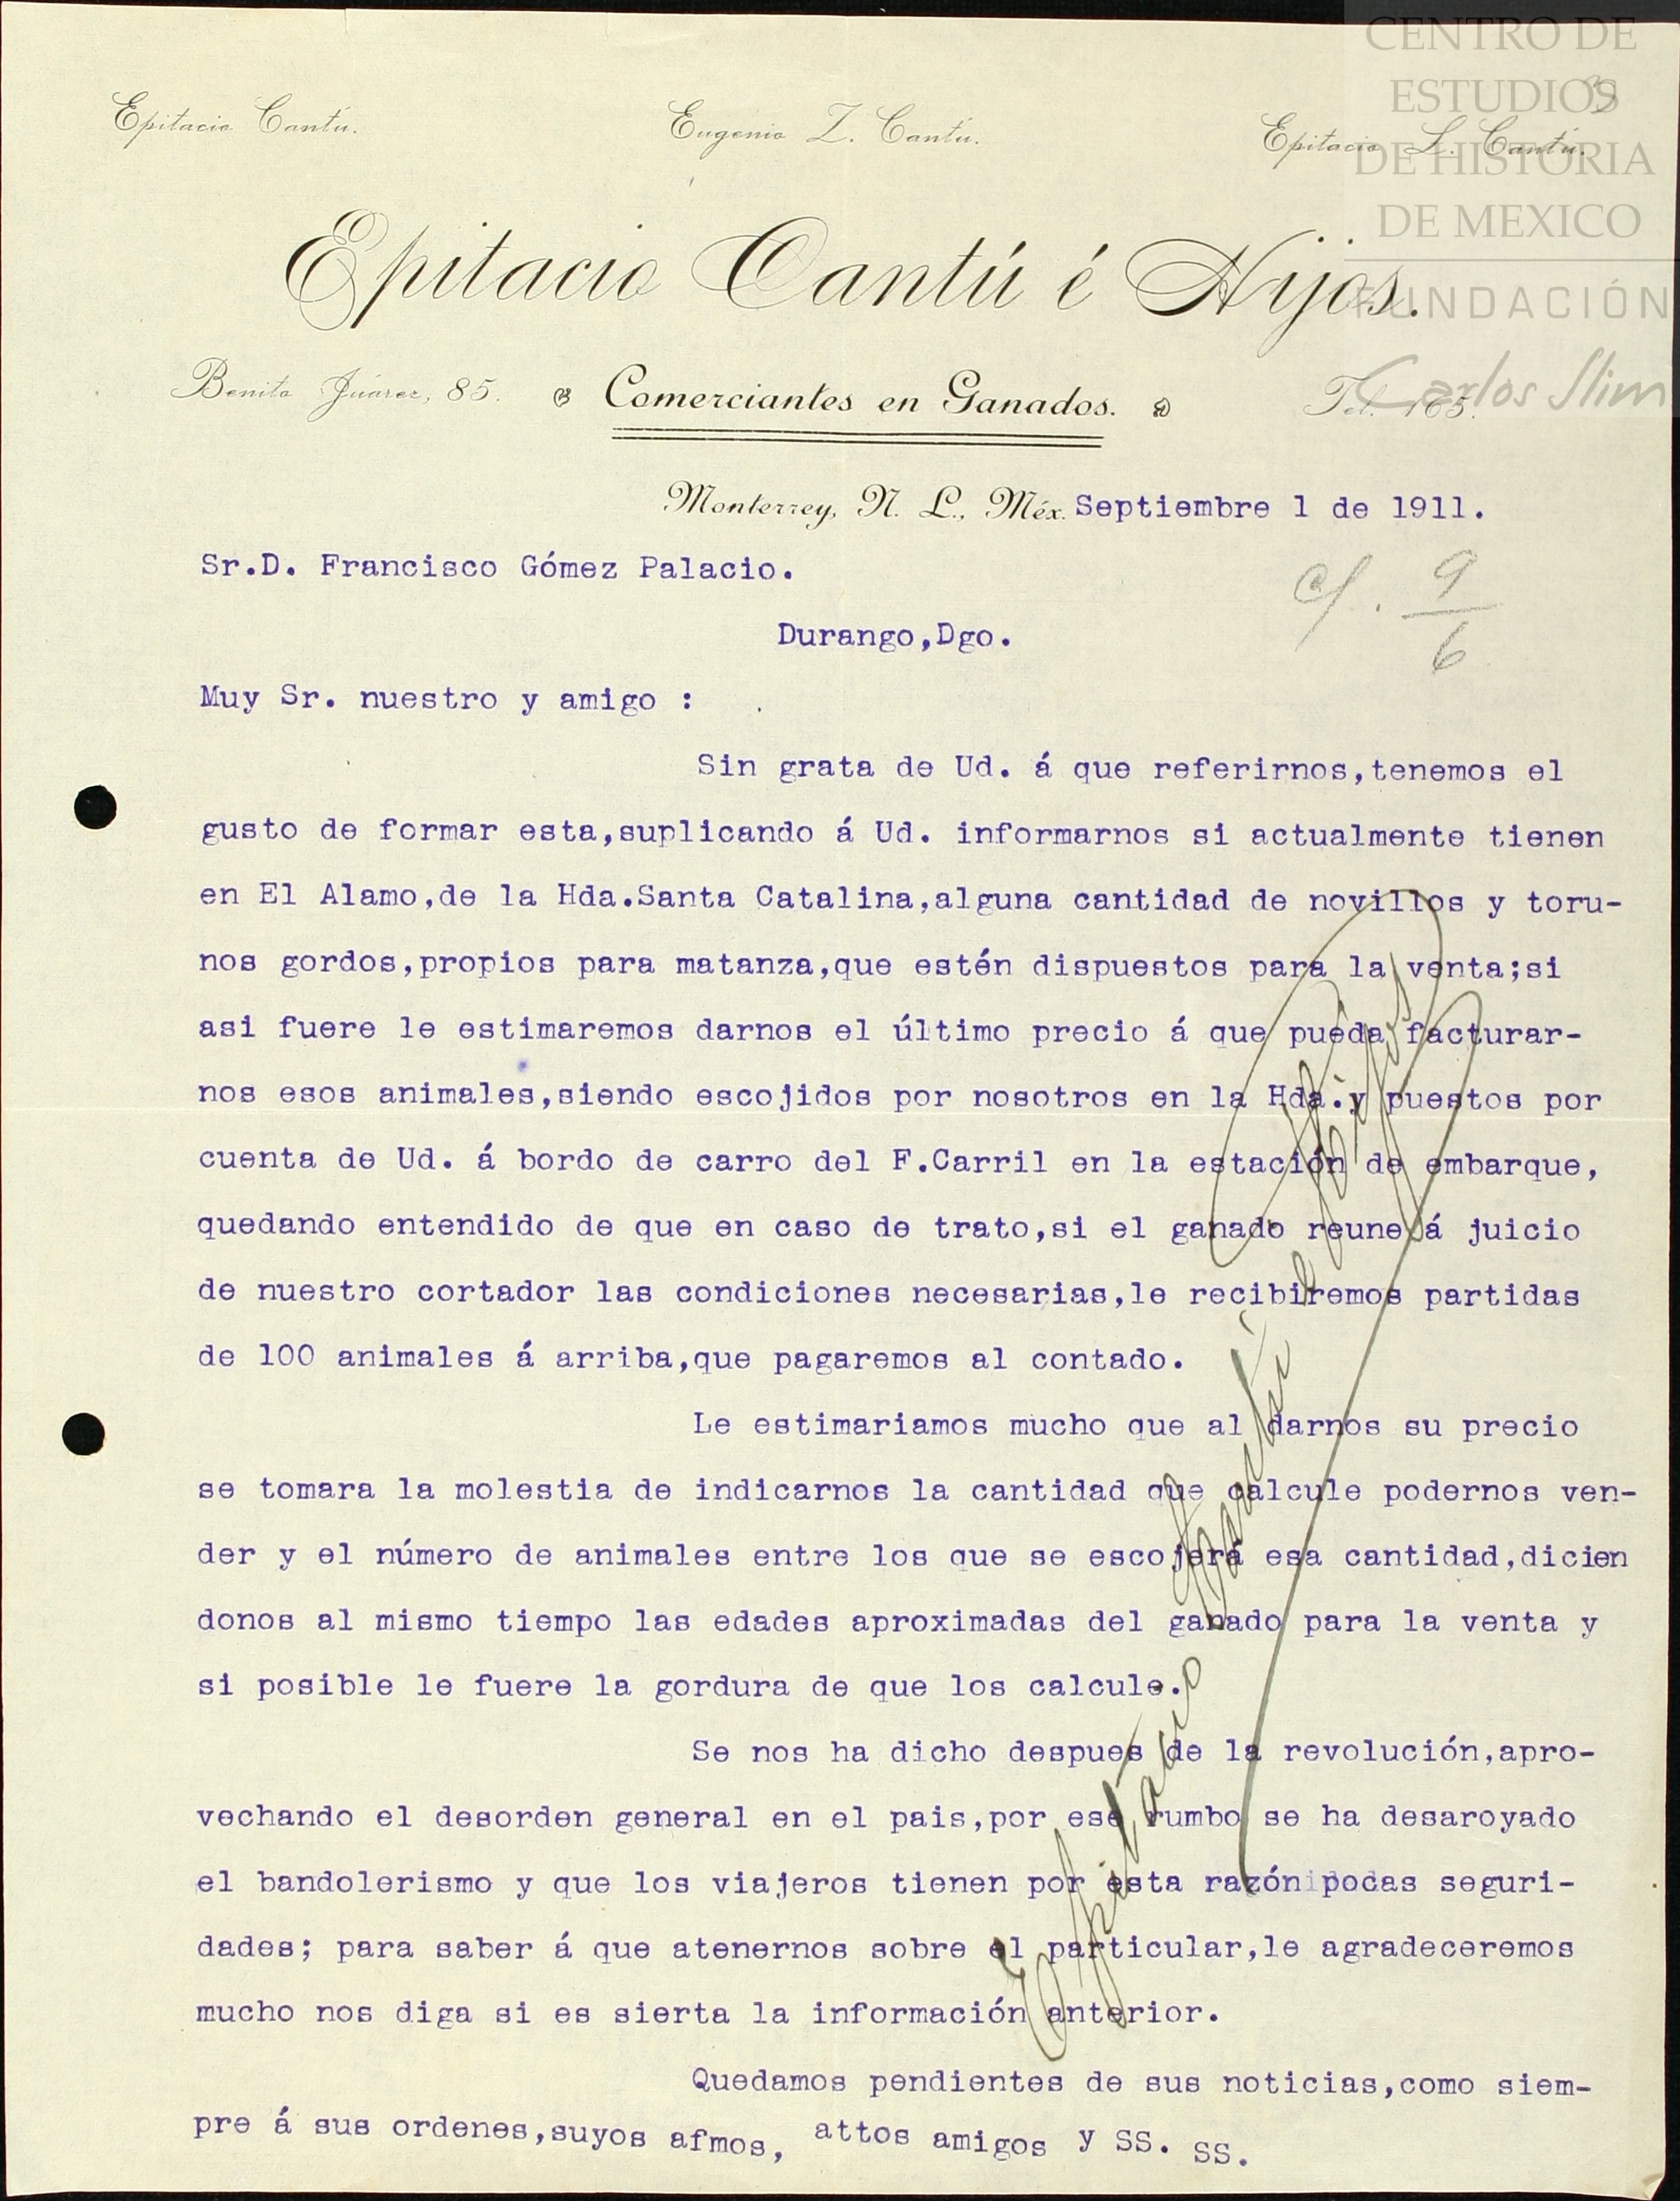 CENTRO DE
ESTUDIOS
DE HISTORIA
DE MEXICO
FUNDACIÓN
Carlos Slim
Epitacio Cantú. Eugenio Z. Cantú. Epitacio L. Cantú.
Epitacio Cantú é Hijos.
Benito Juárez, 85. Comerciantes en Ganados. Tel. 165.
Monterrey, N. L., Méx. Septiembre 1 de 1911.
Sr.D. Francisco Gómez Palacio.
c/. 9/6
Durango,Dgo.
Muy Sr. nuestro y amigo :
Sin grata de Ud. á que referirnos,tenemos el
gusto de formar esta,suplicando á Ud. informarnos si actualmente tienen
en El Alamo,de la Hda.Santa Catalina,alguna cantidad de novillos y toru-
nos gordos,propios para matanza,que estén dispuestos para la venta;si
asi fuere le estimaremos darnos el último precio á que pueda facturar-
nos esos animales,siendo escojidos por nosotros en la Hda.y puestos por
cuenta de Ud. á bordo de carro del F.Carril en la estación de embarque,
quedando entendido de que en caso de trato,si el ganado reune á juicio
de nuestro cortador las condiciones necesarias,le recibiremos partidas
de 100 animales á arriba,que pagaremos al contado.
Le estimariamos mucho que al darnos su precio
se tomara la molestia de indicarnos la cantidad que calcule podernos ven-
der y el número de animales entre los que se escojerá esa cantidad,dicien
donos al mismo tiempo las edades aproximadas del ganado para la venta y
si posible le fuere la gordura de que los calcule.
Se nos ha dicho despues de la revolución,apro-
vechando el desorden general en el pais,por ese rumbo se ha desaroyado
el bandolerismo y que los viajeros tienen por esta razón pocas seguri-
dades; para saber á que atenernos sobre el particular,le agradeceremos
mucho nos diga si es sierta la información anterior.
Quedamos pendientes de sus noticias,como siem-
pre á sus ordenes,suyos afmos, attos amigos y SS. SS.
Epitacio Cantú e Hijos